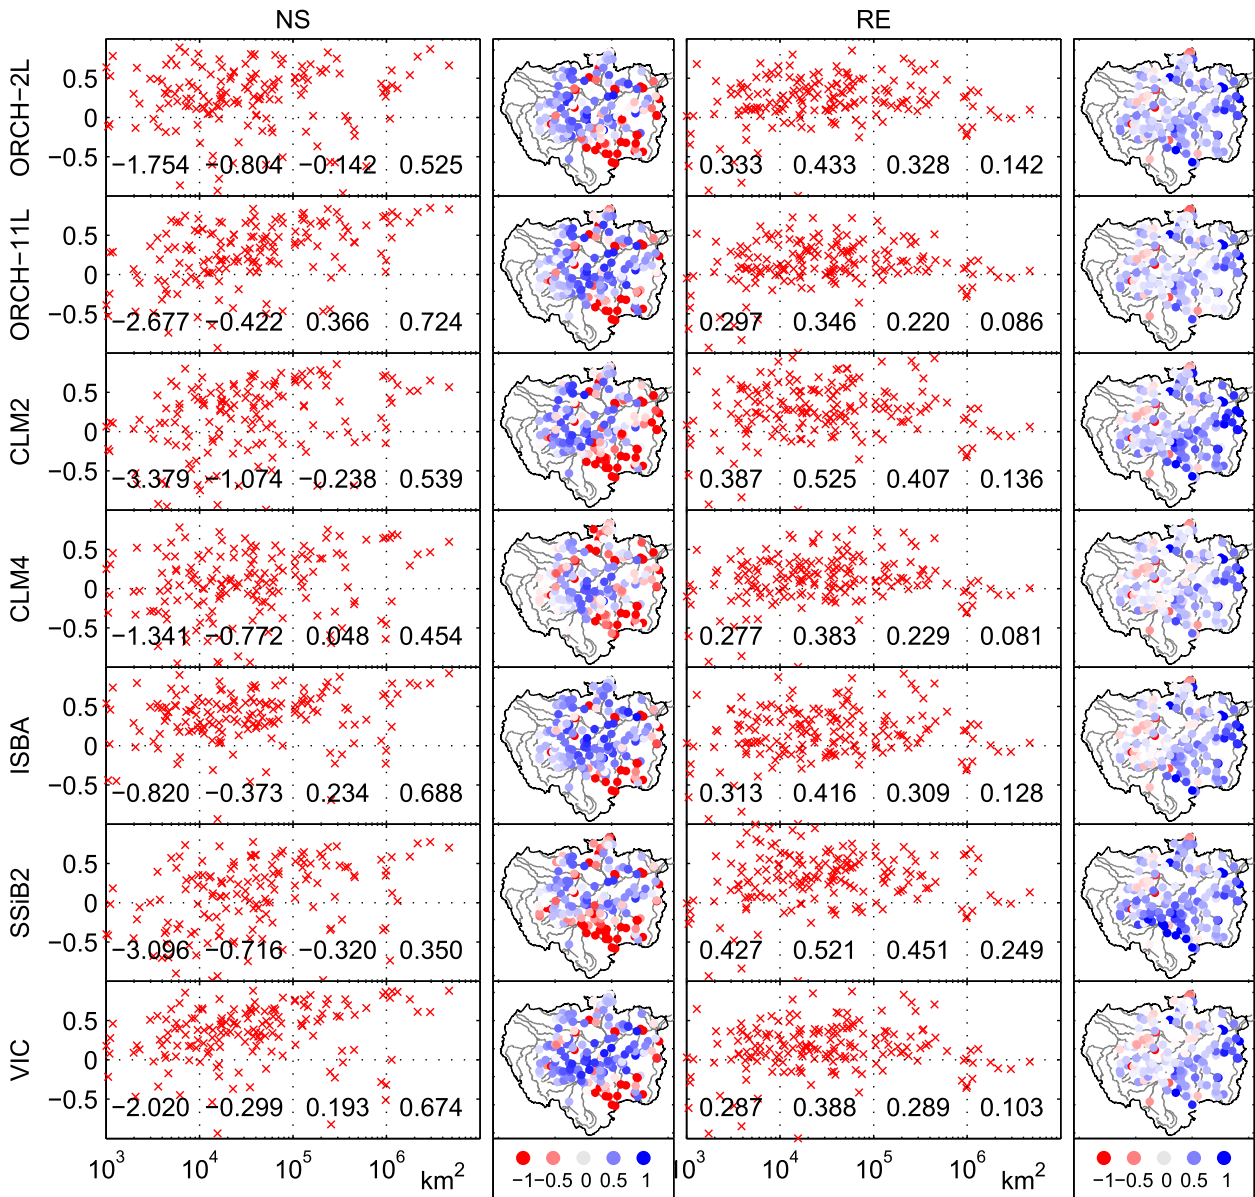 NS RE
ORCH−2L
0.5
0
−0.5
−1.754 −0.804 −0.142 0.525
0.333 0.433 0.328 0.142
ORCH−11L
0.5
0
−0.5
−2.677 −0.422 0.366 0.724
0.297 0.346 0.220 0.086
CLM2
0.5
0
−0.5
−3.379 −1.074 −0.238 0.539
0.387 0.525 0.407 0.136
CLM4
0.5
0
−0.5
−1.341 −0.772 0.048 0.454
0.277 0.383 0.229 0.081
ISBA
0.5
0
−0.5
−0.820 −0.373 0.234 0.688
0.313 0.416 0.309 0.128
SSiB2
0.5
0
−0.5
−3.096 −0.716 −0.320 0.350
0.427 0.521 0.451 0.249
VIC
0.5
0
−0.5
−2.020 −0.299 0.193 0.674
0.287 0.388 0.289 0.103
10³ 10⁴ 10⁵ 10⁶ km²
−1 −0.5 0 0.5 1
10³ 10⁴ 10⁵ 10⁶ km²
−1 −0.5 0 0.5 1